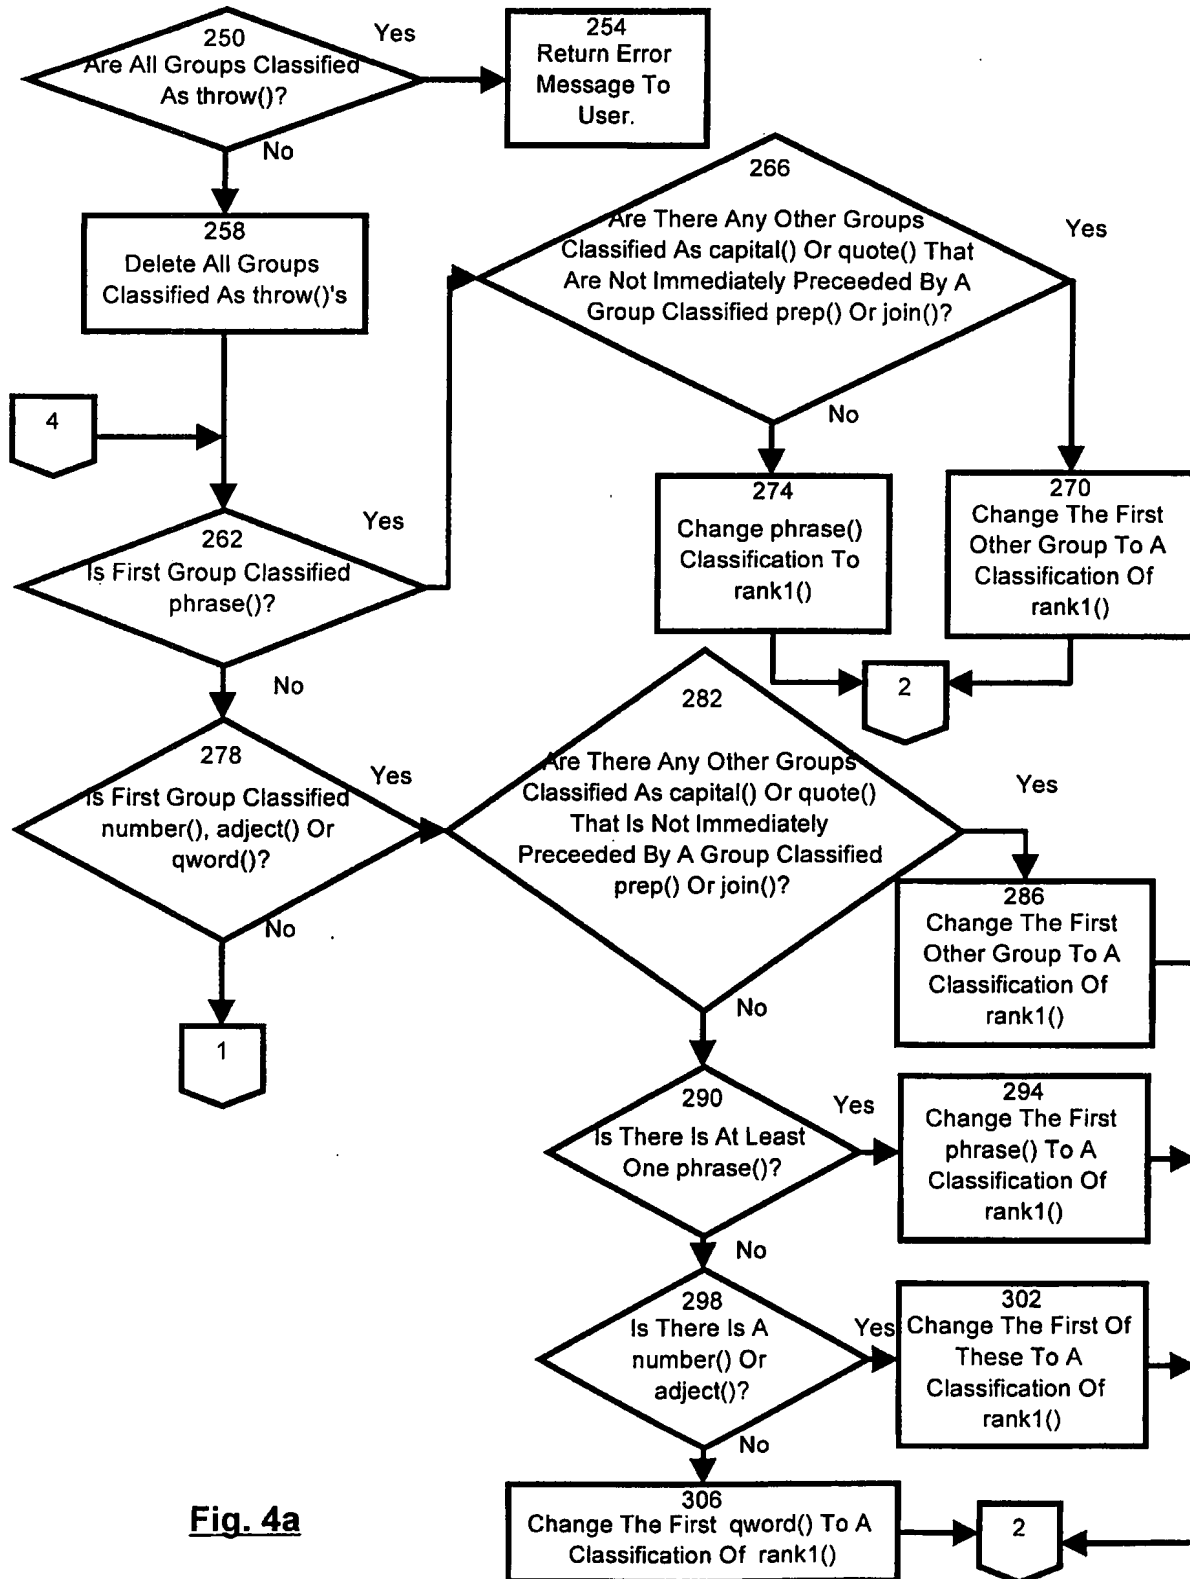 250
Are All Groups Classified
As throw()?
Yes
No
254
Return Error
Message To
User.
258
Delete All Groups
Classified As throw()'s
4
262
Is First Group Classified
phrase()?
Yes
No
266
Are There Any Other Groups
Classified As capital() Or quote() That
Are Not Immediately Preceeded By A
Group Classified prep() Or join()?
Yes
No
274
Change phrase()
Classification To
rank1()
270
Change The First
Other Group To A
Classification Of
rank1()
2
278
Is First Group Classified
number(), adject() Or
qword()?
Yes
No
1
282
Are There Any Other Groups
Classified As capital() Or quote()
That Is Not Immediately
Preceeded By A Group Classified
prep() Or join()?
Yes
No
286
Change The First
Other Group To A
Classification Of
rank1()
290
Is There Is At Least
One phrase()?
Yes
No
294
Change The First
phrase() To A
Classification Of
rank1()
298
Is There Is A
number() Or
adject()?
Yes
No
302
Change The First Of
These To A
Classification Of
rank1()
306
Change The First qword() To A
Classification Of rank1()
2
Fig. 4a